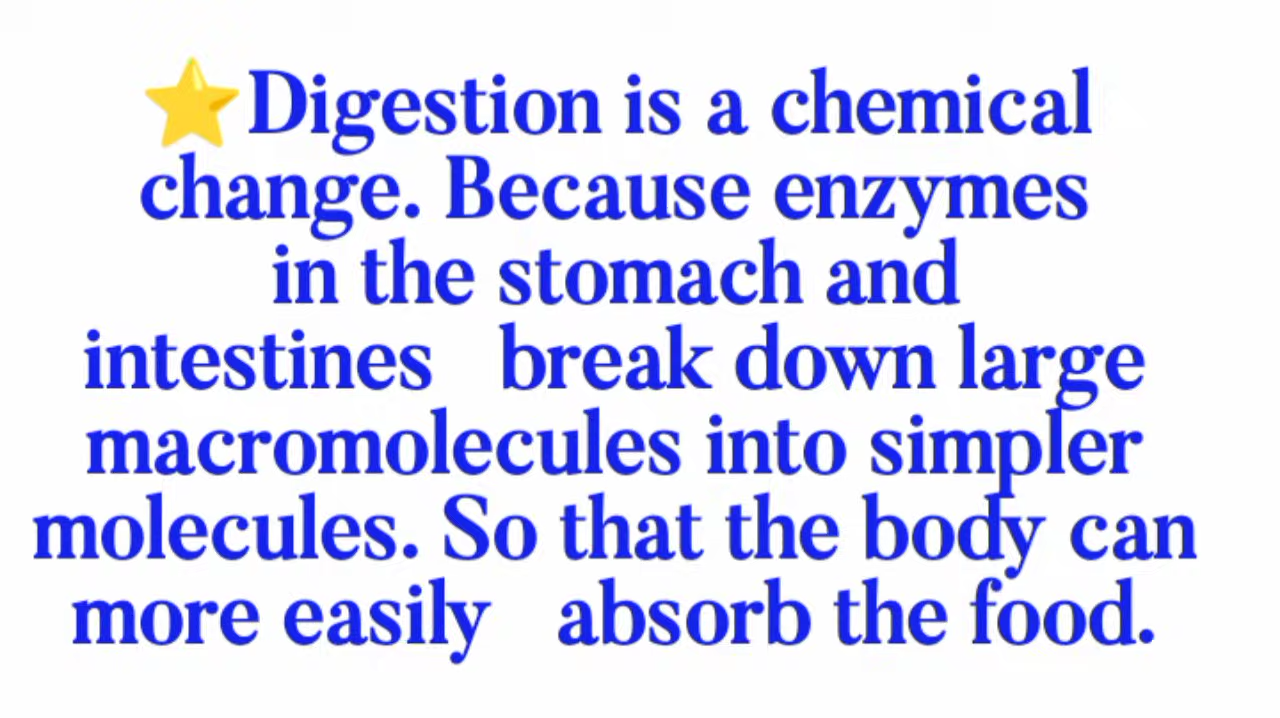 ⭐Digestion is a chemical
change. Because enzymes
in the stomach and
intestines break down large
macromolecules into simpler
molecules. So that the body can
more easily absorb the food.